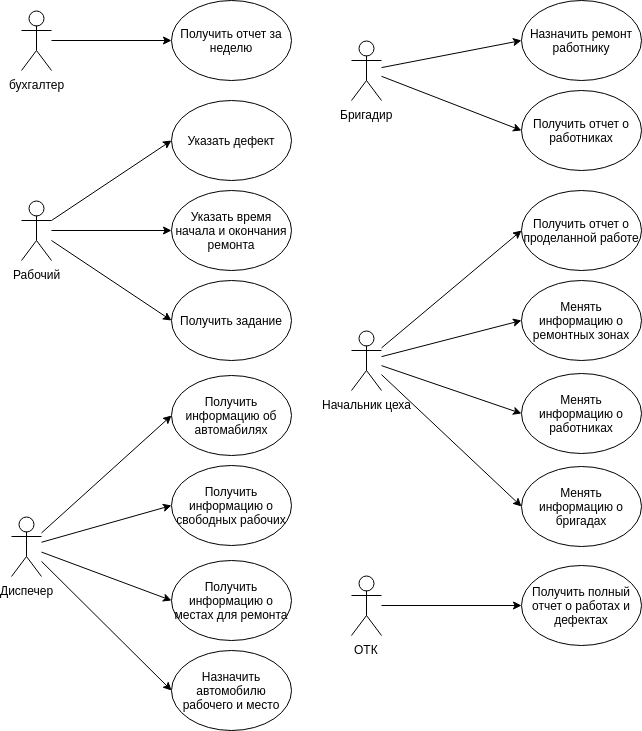 Получить отчет за
неделю
бухгалтер
Указать дефект
Указать время
начала и окончания
ремонта
Рабочий
Получить задание
Получить
информацию об
автомабилях
Получить
информацию о
свободных рабочих
Диспечер
Получить
информацию о
местах для ремонта
Назначить
автомобилю
рабочего и место
Назначить ремонт
работнику
Бригадир
Получить отчет о
работниках
Получить отчет о
проделанной работе
Менять
информацию о
ремонтных зонах
Начальник цеха
Менять
информацию о
работниках
Менять
информацию о
бригадах
Получить полный
отчет о работах и
дефектах
ОТК